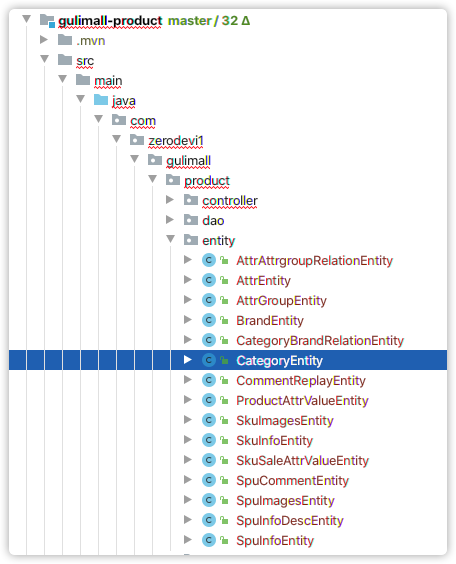 gulimall-product master / 32 Δ
.mvn
src
main
java
com
zerodevi1
gulimall
product
controller
dao
entity
C AttrAttrgroupRelationEntity
C AttrEntity
C AttrGroupEntity
C BrandEntity
C CategoryBrandRelationEntity
C CategoryEntity
C CommentReplayEntity
C ProductAttrValueEntity
C SkuImagesEntity
C SkuInfoEntity
C SkuSaleAttrValueEntity
C SpuCommentEntity
C SpuImagesEntity
C SpuInfoDescEntity
C SpuInfoEntity